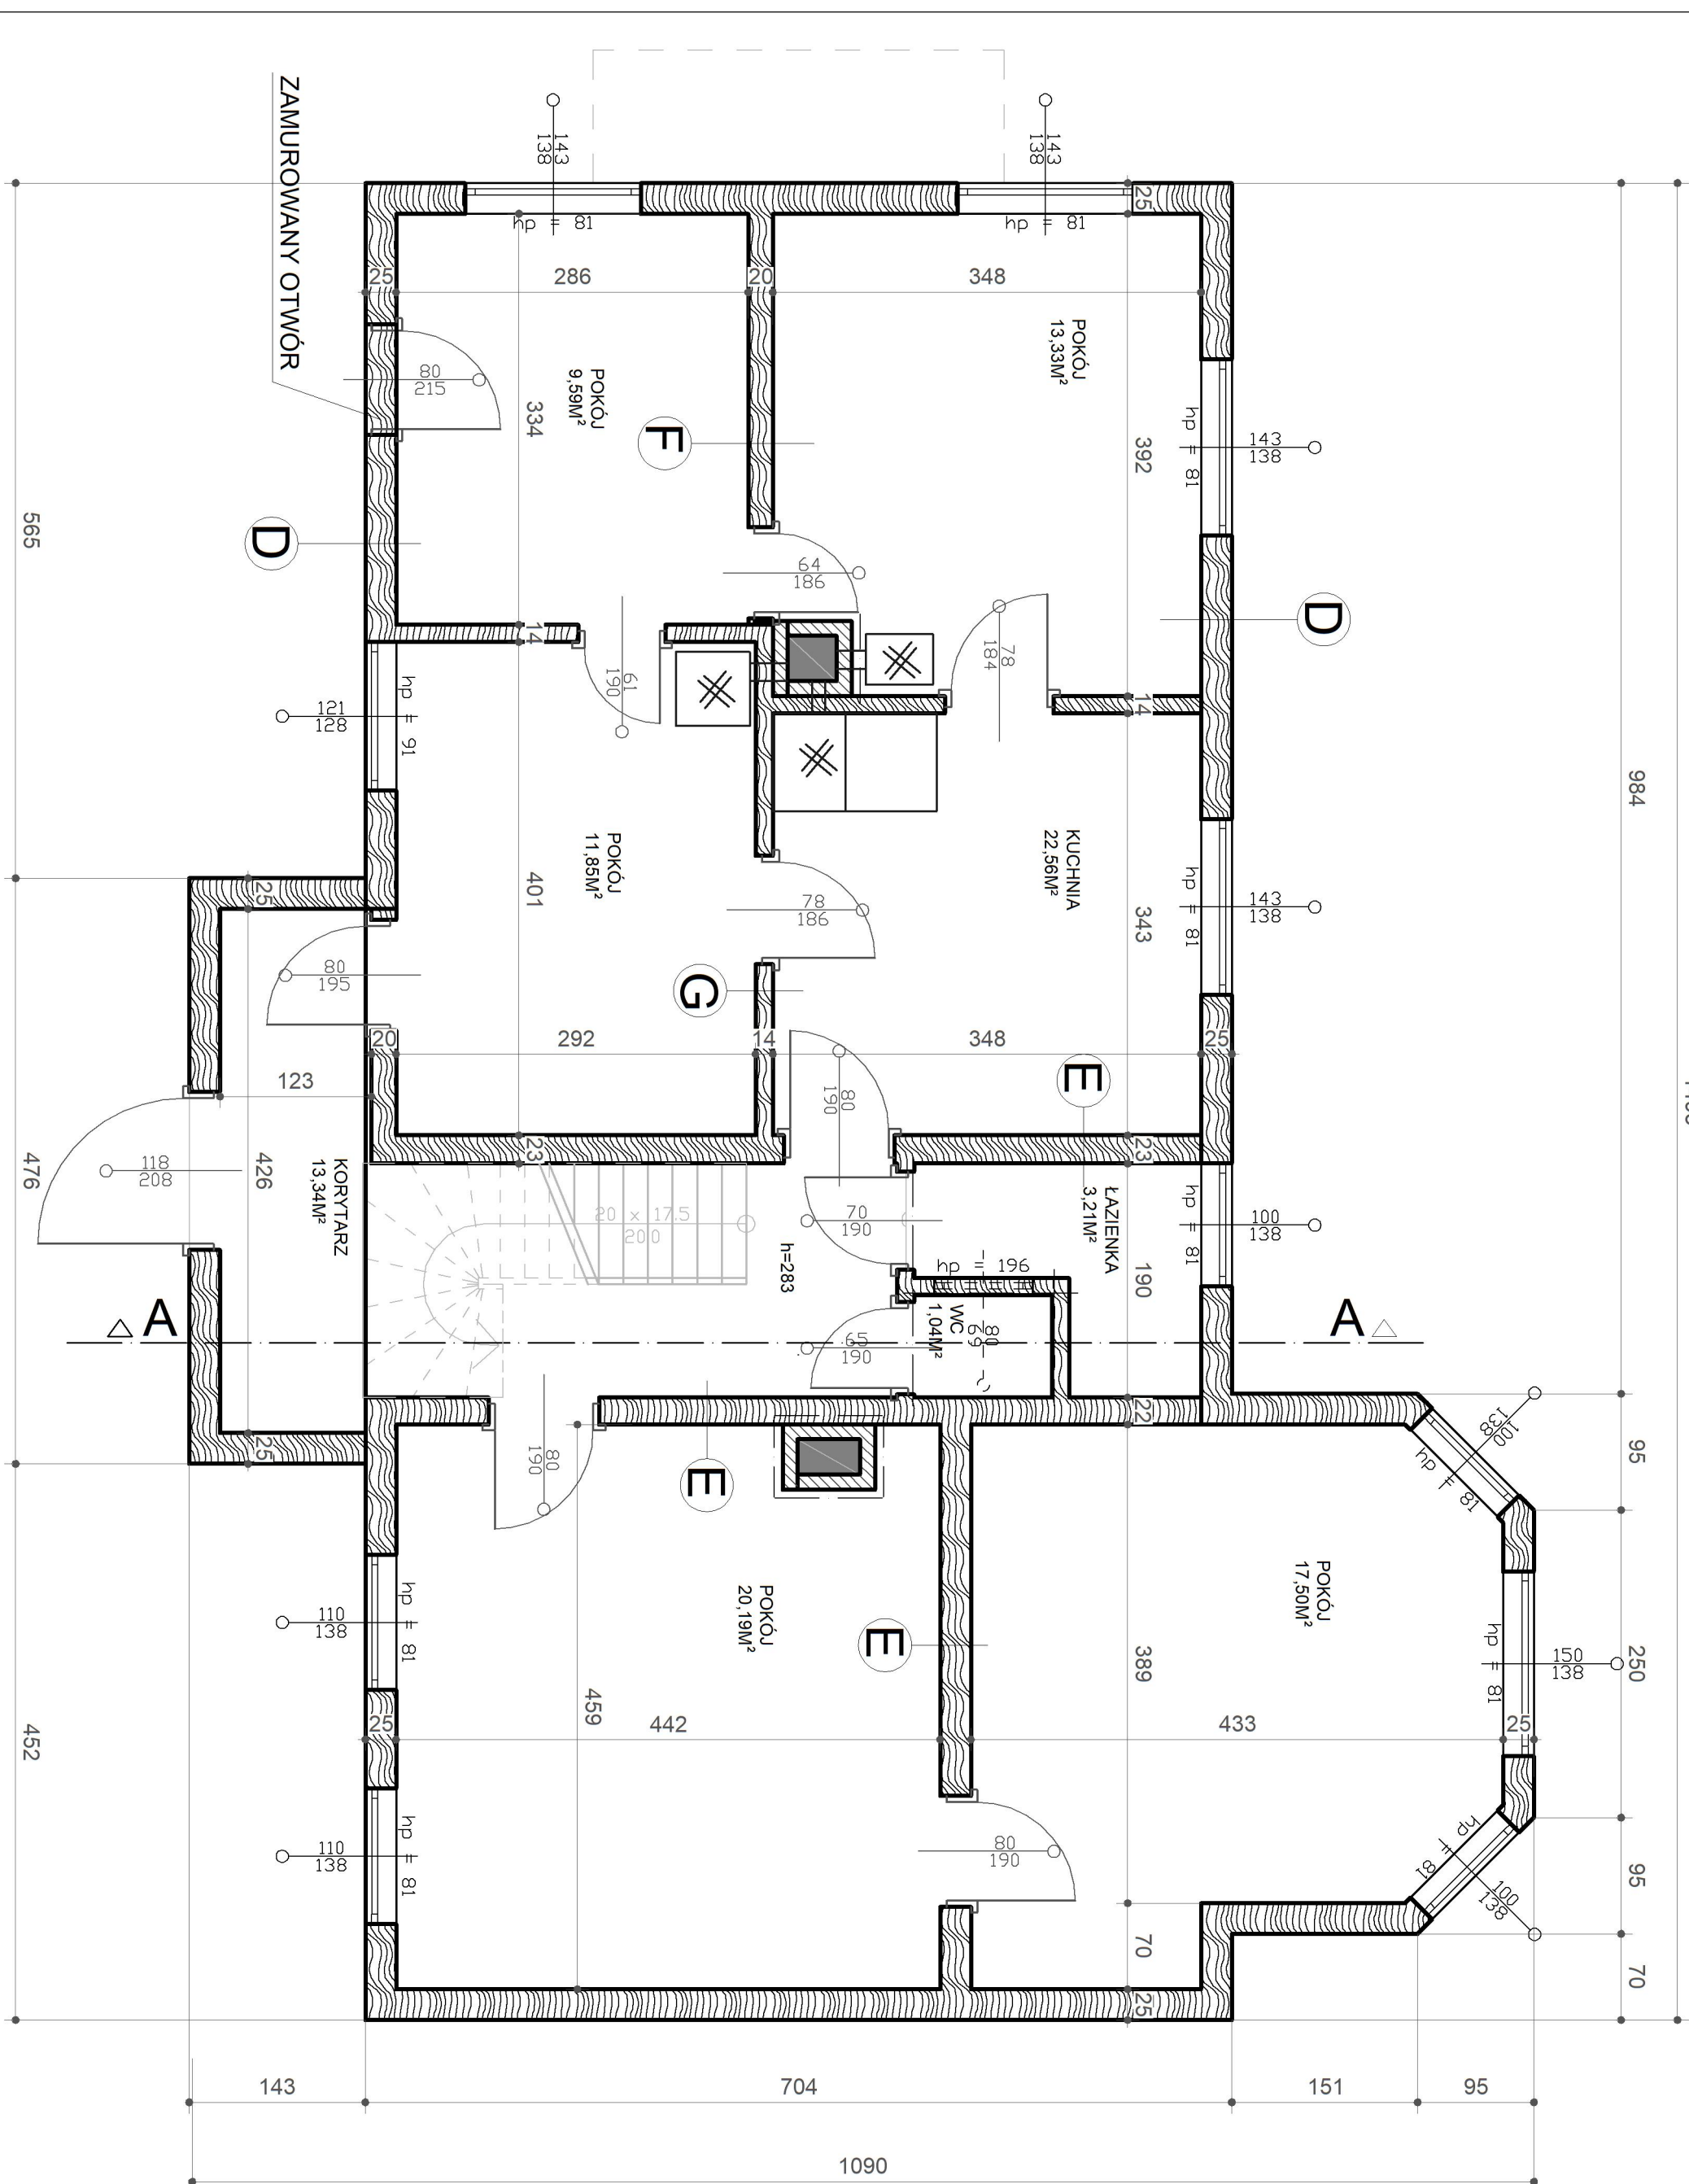 ZAMUROWANY OTWÓR
143
138
143
138
25
hp = 81
hp = 81
25
286
20
348
POKÓJ
13,33M²
POKÓJ
9,59M²
80
215
334
F
392
143
138
hp = 81
984
565
D
64
186
D
14
61
190
78
184
14
121
128
hp = 91
POKÓJ
11,85M²
KUCHNIA
22,56M²
401
25
78
186
343
143
138
hp = 81
80
195
G
20
292
14
348
25
123
E
80
190
23
23
118
208
476
426
KORYTARZ
13,34M²
20 x 17.5
200
h=283
70
190
ŁAZIENKA
3,21M²
hp = 81
100
138
hp = 196
190
A
WC
1,04M²
80
69
65
190
A
22
25
80
190
E
100
138
hp = 81
95
110
138
hp = 81
POKÓJ
20,19M²
E
POKÓJ
17,50M²
389
hp = 81
150
138
250
452
459
25
442
433
25
110
138
hp = 81
80
190
hp = 81
100
138
95
70
70
25
143
704
151
95
1090